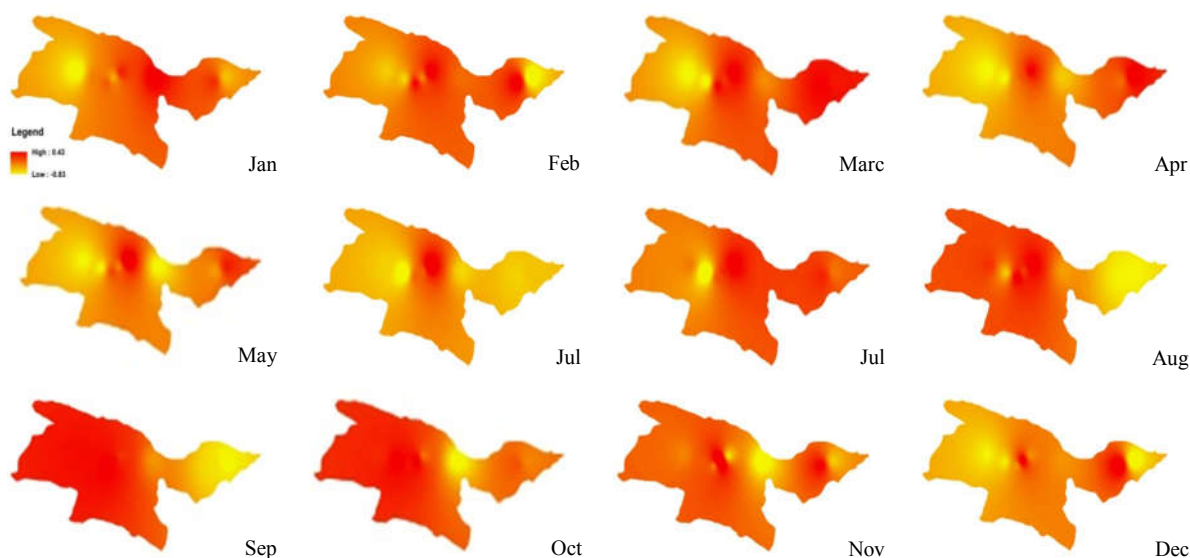 Legend
High : 0.43
Low : -0.83
Jan
Feb
Marc
Apr
May
Jul
Jul
Aug
Sep
Oct
Nov
Dec